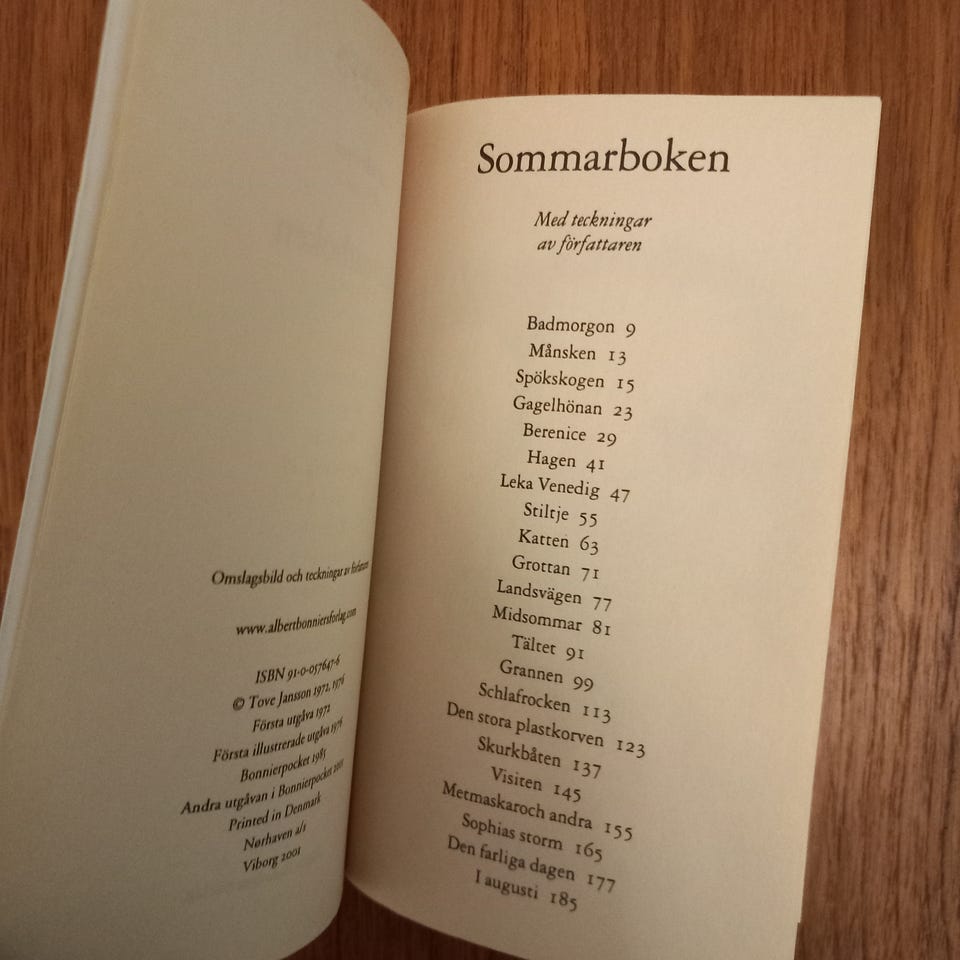 Omslagsbild och teckningar av författaren
www.albertbonniersforlag.com
ISBN 91-0-057647-6
© Tove Jansson 1972, 1976
Första utgåva 1972
Första illustrerade utgåva 1976
Bonnierpocket 1985
Andra utgåvan i Bonnierpocket 2001
Printed in Denmark
Nørhaven a/s
Viborg 2001
Sommarboken
Med teckningar
av författaren
Badmorgon 9
Månsken 13
Spökskogen 15
Gagelhönan 23
Berenice 29
Hagen 41
Leka Venedig 47
Stiltje 55
Katten 63
Grottan 71
Landsvägen 77
Midsommar 81
Tältet 91
Grannen 99
Schlafrocken 113
Den stora plastkorven 123
Skurkbåten 137
Visiten 145
Metmaskaroch andra 155
Sophias storm 165
Den farliga dagen 177
I augusti 185